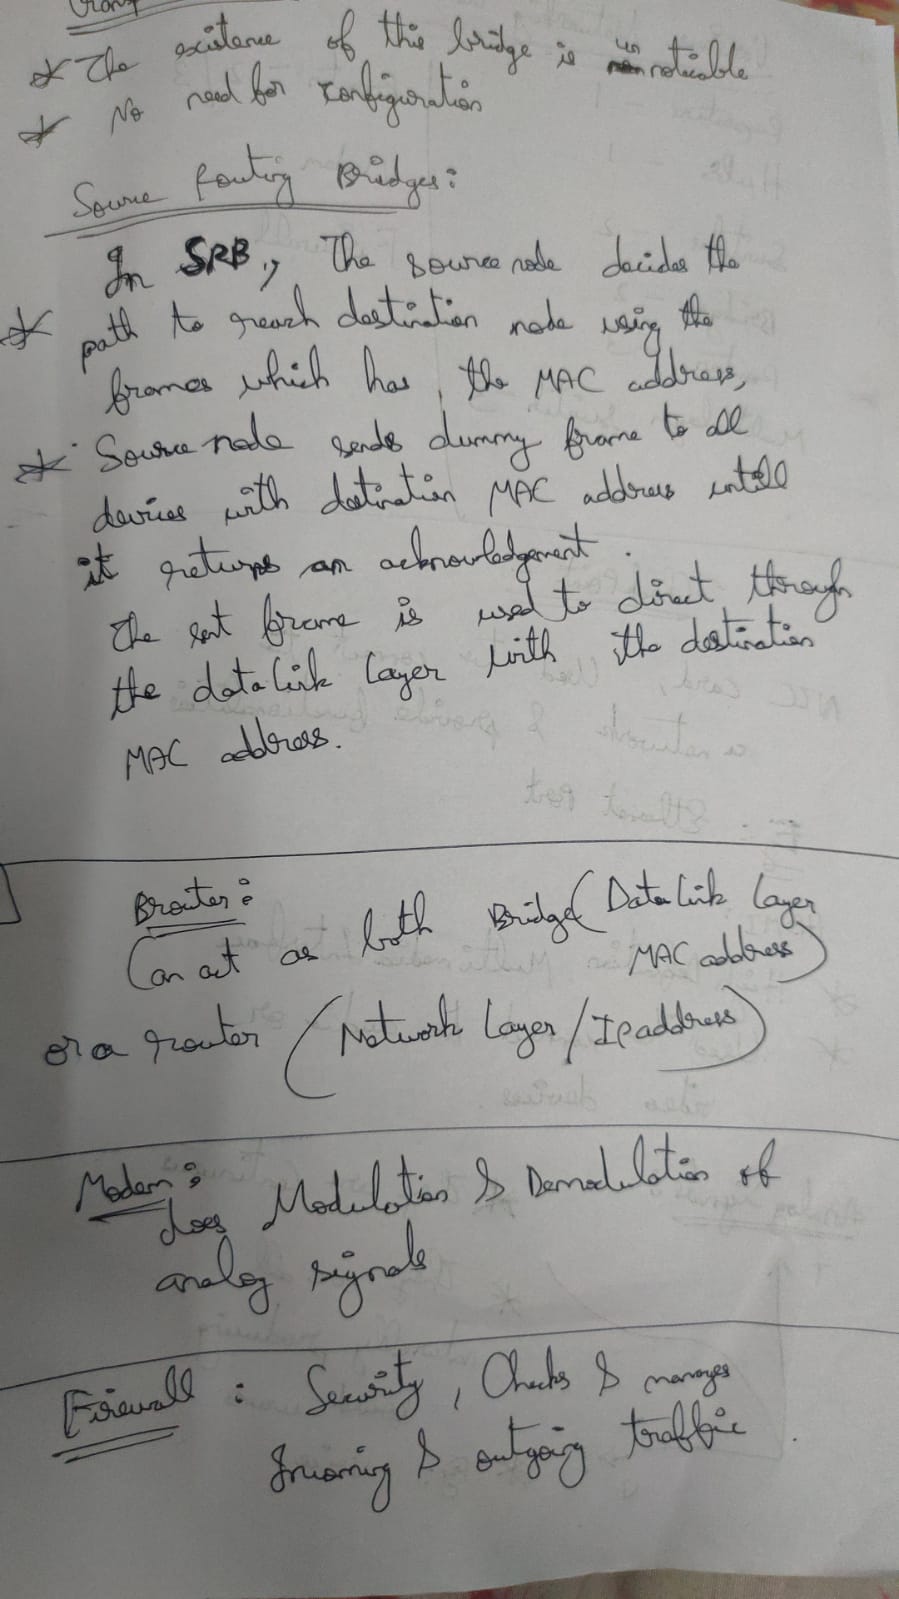 * The existence of this bridge is unnoticable
* No need for configuration
Source Routing Bridges:
In SRB, The source node decides the
* path to reach destination node using the
frames which has, the MAC address,
* Source node sends dummy frame to all
devices with destination MAC address untill
it returns an acknowledgement.
The sent frame is used to direct through
the data link layer with the destination
MAC address.
Brouter:
Can act as both Bridge (Data link layer
MAC address)
or a router (Network layer/IP address)
Modem:
does Modulation & Demodulation of
analog signals
Firewall : Security, Checks & manages
Incoming & outgoing traffic.